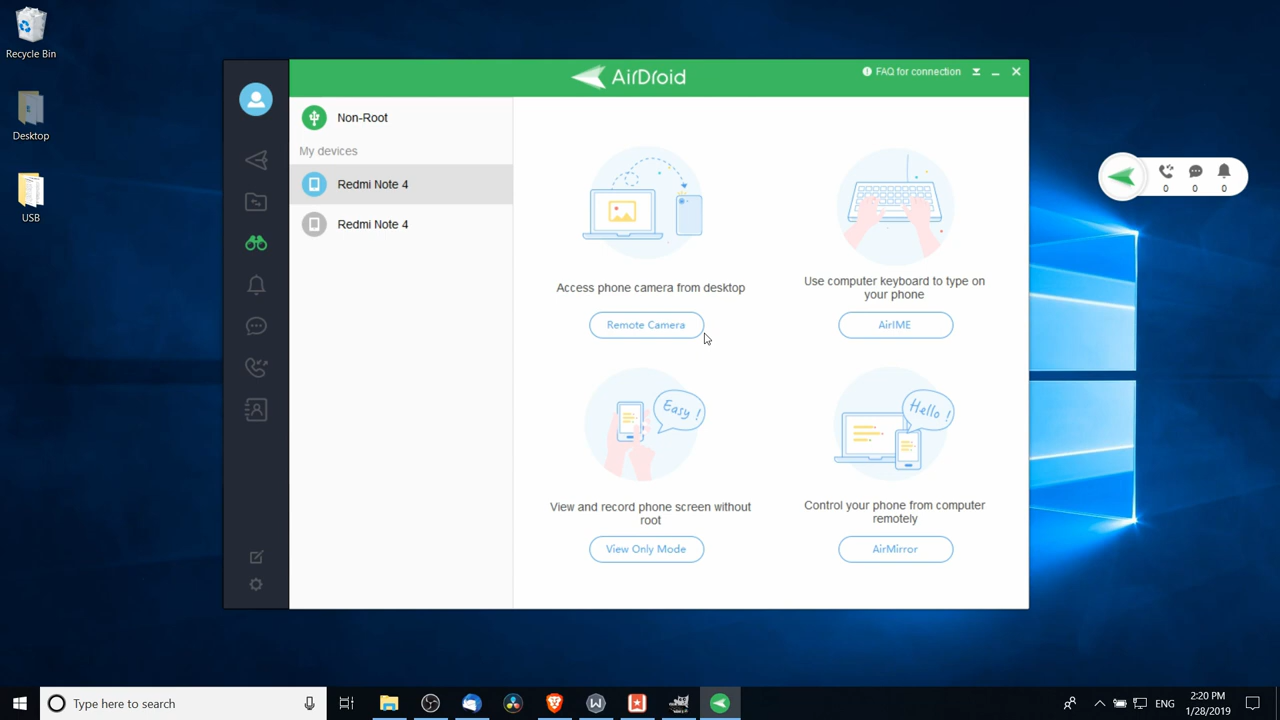 Recycle Bin
Desktop
USB
AirDroid
FAQ for connection
Non-Root
My devices
Redmi Note 4
Redmi Note 4
Access phone camera from desktop
Remote Camera
Use computer keyboard to type on
your phone
AirIME
Easy !
View and record phone screen without
root
View Only Mode
Hello !
Control your phone from computer
remotely
AirMirror
0 0 0
Type here to search
ENG
2:20 PM
1/28/2019